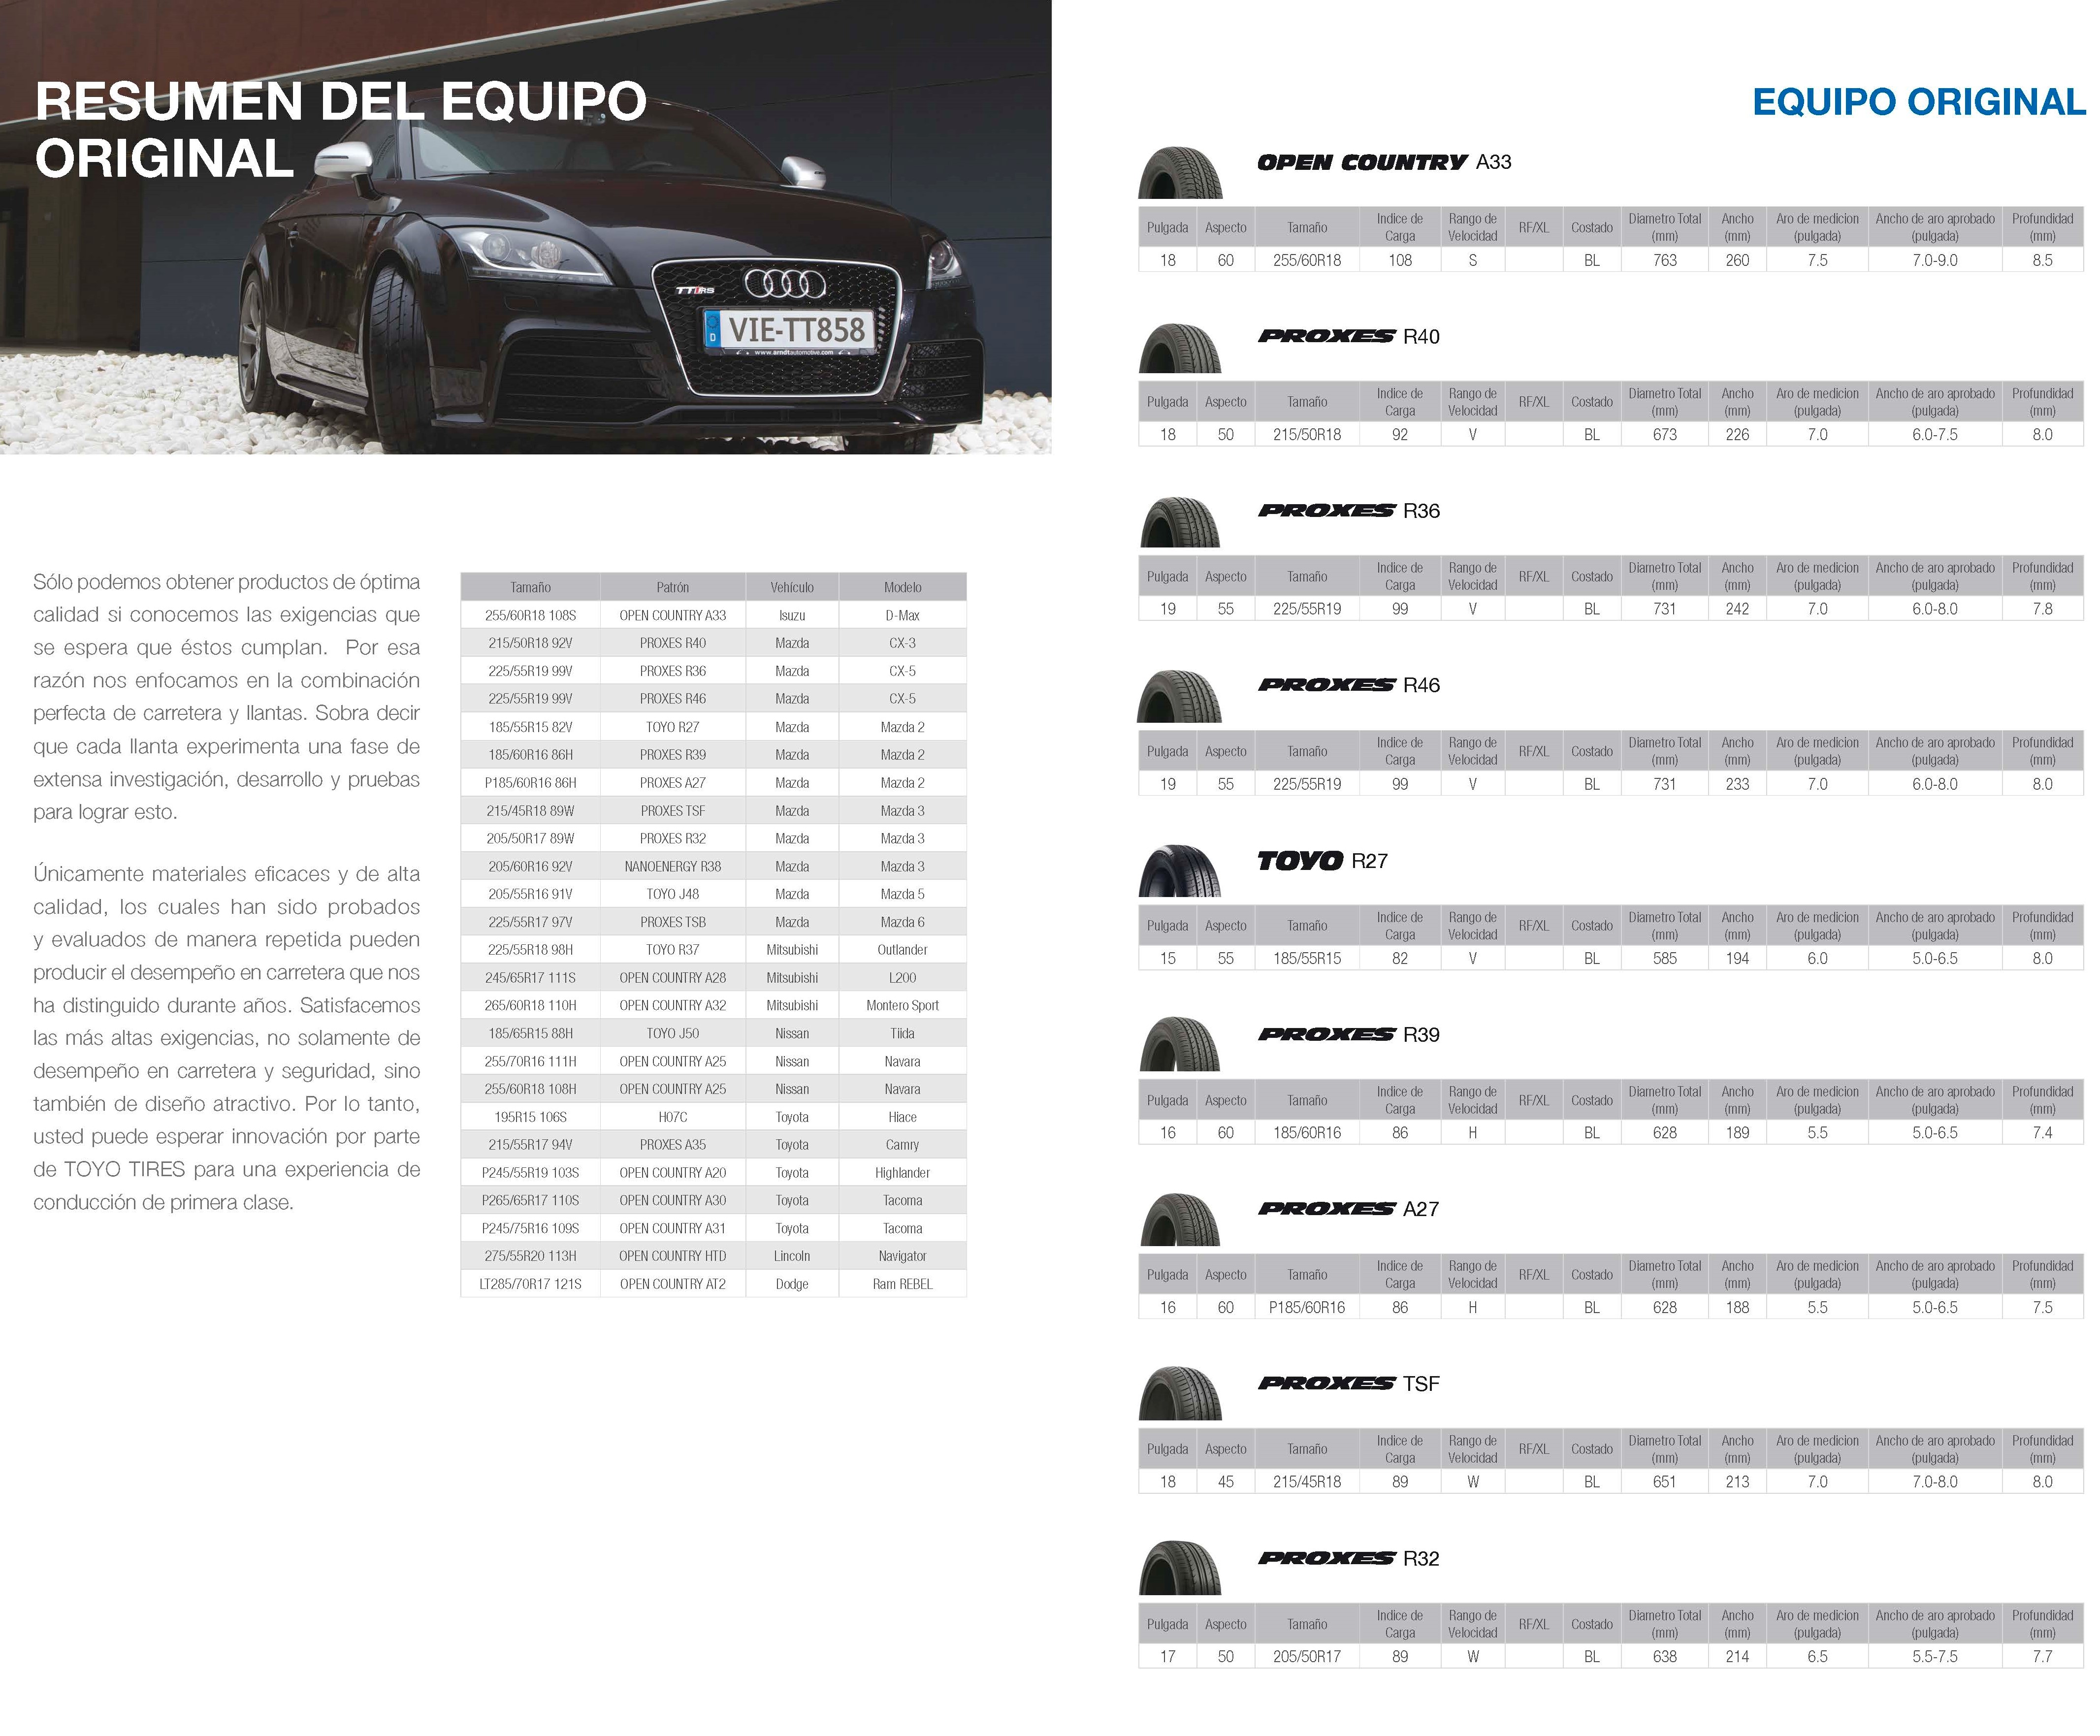 RESUMEN DEL EQUIPO
ORIGINAL
TTRS
D VIE-TT858
www.arndtautomotive.com
Sólo podemos obtener productos de óptima
calidad si conocemos las exigencias que
se espera que éstos cumplan. Por esa
razón nos enfocamos en la combinación
perfecta de carretera y llantas. Sobra decir
que cada llanta experimenta una fase de
extensa investigación, desarrollo y pruebas
para lograr esto.
Únicamente materiales eficaces y de alta
calidad, los cuales han sido probados
y evaluados de manera repetida pueden
producir el desempeño en carretera que nos
ha distinguido durante años. Satisfacemos
las más altas exigencias, no solamente de
desempeño en carretera y seguridad, sino
también de diseño atractivo. Por lo tanto,
usted puede esperar innovación por parte
de TOYO TIRES para una experiencia de
conducción de primera clase.
Tamaño Patrón Vehículo Modelo
255/60R18 108S OPEN COUNTRY A33 Isuzu D-Max
215/50R18 92V PROXES R40 Mazda CX-3
225/55R19 99V PROXES R36 Mazda CX-5
225/55R19 99V PROXES R46 Mazda CX-5
185/55R15 82V TOYO R27 Mazda Mazda 2
185/60R16 86H PROXES R39 Mazda Mazda 2
P185/60R16 86H PROXES A27 Mazda Mazda 2
215/45R18 89W PROXES TSF Mazda Mazda 3
205/50R17 89W PROXES R32 Mazda Mazda 3
205/60R16 92V NANOENERGY R38 Mazda Mazda 3
205/55R16 91V TOYO J48 Mazda Mazda 5
225/55R17 97V PROXES TSB Mazda Mazda 6
225/55R18 98H TOYO R37 Mitsubishi Outlander
245/65R17 111S OPEN COUNTRY A28 Mitsubishi L200
265/60R18 110H OPEN COUNTRY A32 Mitsubishi Montero Sport
185/65R15 88H TOYO J50 Nissan Tiida
255/70R16 111H OPEN COUNTRY A25 Nissan Navara
255/60R18 108H OPEN COUNTRY A25 Nissan Navara
195R15 106S H07C Toyota Hiace
215/55R17 94V PROXES A35 Toyota Camry
P245/55R19 103S OPEN COUNTRY A20 Toyota Highlander
P265/65R17 110S OPEN COUNTRY A30 Toyota Tacoma
P245/75R16 109S OPEN COUNTRY A31 Toyota Tacoma
275/55R20 113H OPEN COUNTRY HTD Lincoln Navigator
LT285/70R17 121S OPEN COUNTRY AT2 Dodge Ram REBEL
EQUIPO ORIGINAL
OPEN COUNTRY A33
Pulgada Aspecto Tamaño Indice de Carga Rango de Velocidad RF/XL Costado Diametro Total (mm) Ancho (mm) Aro de medicion (pulgada) Ancho de aro aprobado (pulgada) Profundidad (mm)
18 60 255/60R18 108 S BL 763 260 7.5 7.0-9.0 8.5
PROXES R40
Pulgada Aspecto Tamaño Indice de Carga Rango de Velocidad RF/XL Costado Diametro Total (mm) Ancho (mm) Aro de medicion (pulgada) Ancho de aro aprobado (pulgada) Profundidad (mm)
18 50 215/50R18 92 V BL 673 226 7.0 6.0-7.5 8.0
PROXES R36
Pulgada Aspecto Tamaño Indice de Carga Rango de Velocidad RF/XL Costado Diametro Total (mm) Ancho (mm) Aro de medicion (pulgada) Ancho de aro aprobado (pulgada) Profundidad (mm)
19 55 225/55R19 99 V BL 731 242 7.0 6.0-8.0 7.8
PROXES R46
Pulgada Aspecto Tamaño Indice de Carga Rango de Velocidad RF/XL Costado Diametro Total (mm) Ancho (mm) Aro de medicion (pulgada) Ancho de aro aprobado (pulgada) Profundidad (mm)
19 55 225/55R19 99 V BL 731 233 7.0 6.0-8.0 8.0
TOYO R27
Pulgada Aspecto Tamaño Indice de Carga Rango de Velocidad RF/XL Costado Diametro Total (mm) Ancho (mm) Aro de medicion (pulgada) Ancho de aro aprobado (pulgada) Profundidad (mm)
15 55 185/55R15 82 V BL 585 194 6.0 5.0-6.5 8.0
PROXES R39
Pulgada Aspecto Tamaño Indice de Carga Rango de Velocidad RF/XL Costado Diametro Total (mm) Ancho (mm) Aro de medicion (pulgada) Ancho de aro aprobado (pulgada) Profundidad (mm)
16 60 185/60R16 86 H BL 628 189 5.5 5.0-6.5 7.4
PROXES A27
Pulgada Aspecto Tamaño Indice de Carga Rango de Velocidad RF/XL Costado Diametro Total (mm) Ancho (mm) Aro de medicion (pulgada) Ancho de aro aprobado (pulgada) Profundidad (mm)
16 60 P185/60R16 86 H BL 628 188 5.5 5.0-6.5 7.5
PROXES TSF
Pulgada Aspecto Tamaño Indice de Carga Rango de Velocidad RF/XL Costado Diametro Total (mm) Ancho (mm) Aro de medicion (pulgada) Ancho de aro aprobado (pulgada) Profundidad (mm)
18 45 215/45R18 89 W BL 651 213 7.0 7.0-8.0 8.0
PROXES R32
Pulgada Aspecto Tamaño Indice de Carga Rango de Velocidad RF/XL Costado Diametro Total (mm) Ancho (mm) Aro de medicion (pulgada) Ancho de aro aprobado (pulgada) Profundidad (mm)
17 50 205/50R17 89 W BL 638 214 6.5 5.5-7.5 7.7